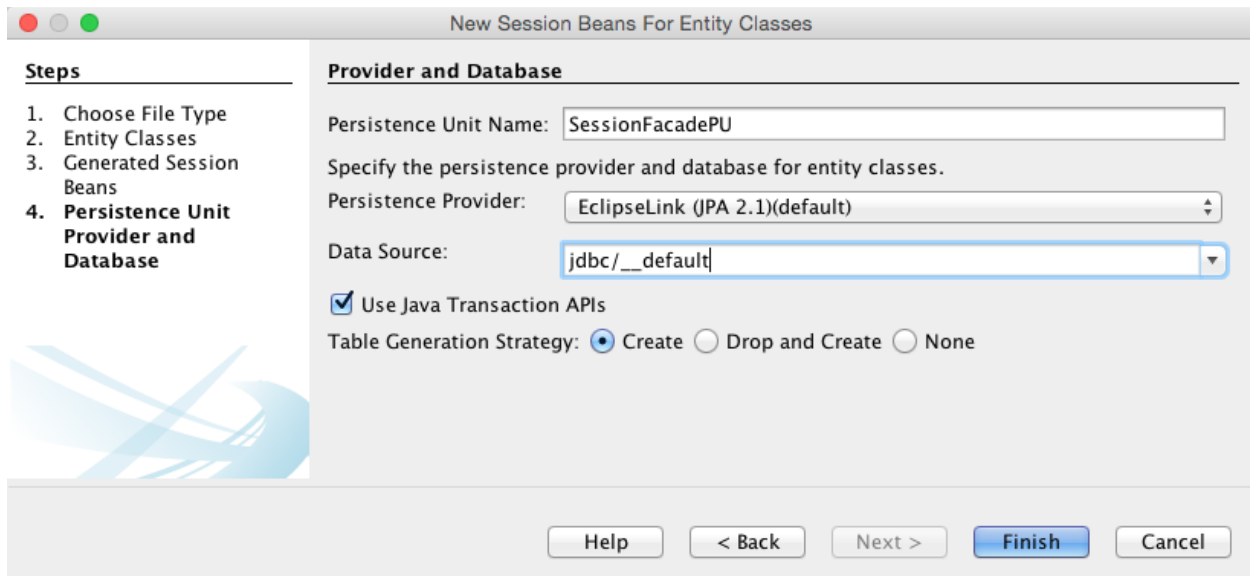 New Session Beans For Entity Classes
Steps
1. Choose File Type
2. Entity Classes
3. Generated Session
Beans
4. Persistence Unit
Provider and
Database
Provider and Database
Persistence Unit Name: SessionFacadePU
Specify the persistence provider and database for entity classes.
Persistence Provider: EclipseLink (JPA 2.1)(default)
Data Source: jdbc/__default
Use Java Transaction APIs
Table Generation Strategy: Create Drop and Create None
Help < Back Next > Finish Cancel